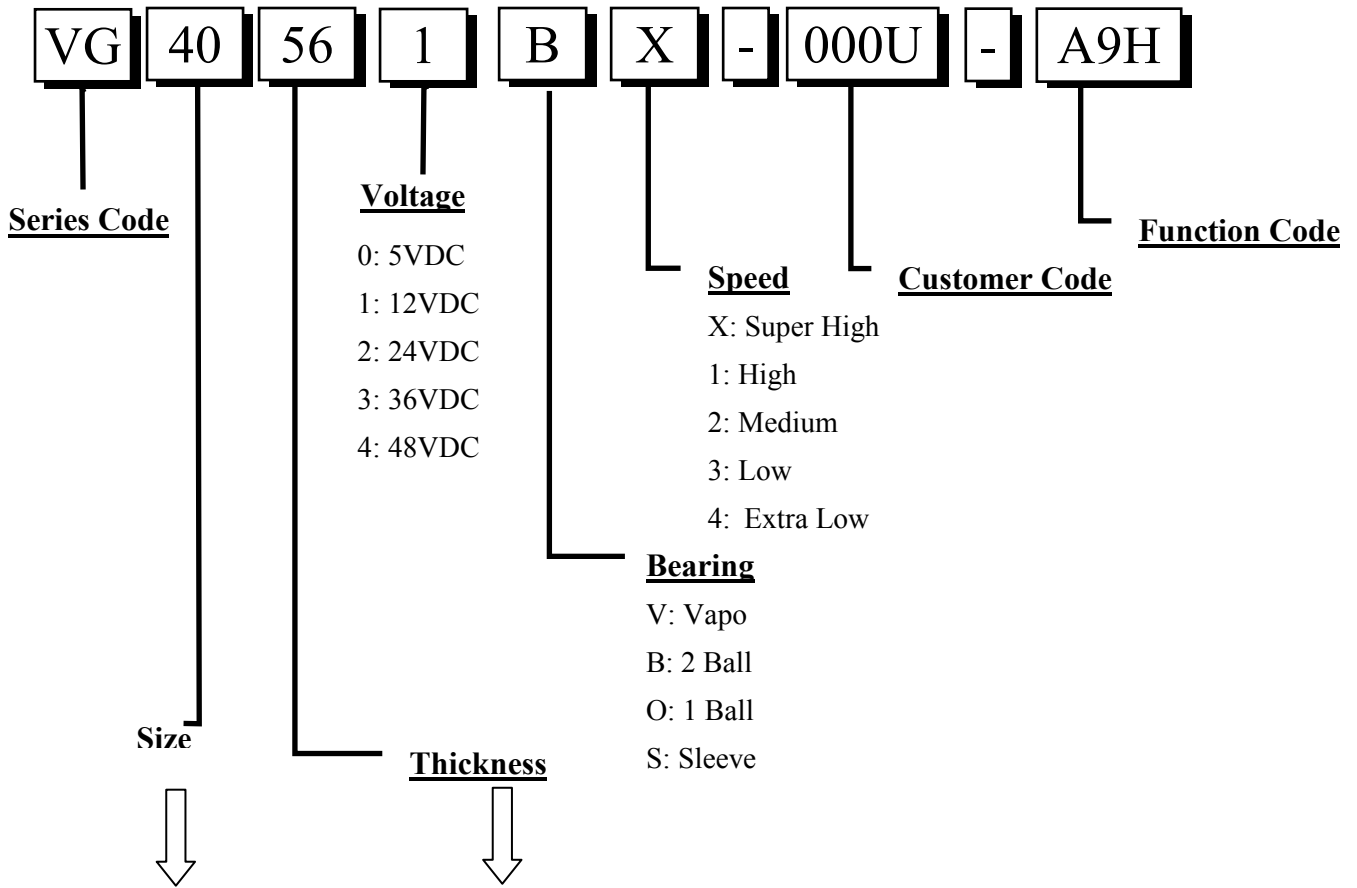 VG 40 56 1 B X - 000U - A9H
Series Code
Voltage
0: 5VDC
1: 12VDC
2: 24VDC
3: 36VDC
4: 48VDC
Function Code
Customer Code
Speed
X: Super High
1: High
2: Medium
3: Low
4: Extra Low
Bearing
V: Vapo
B: 2 Ball
O: 1 Ball
S: Sleeve
Size
Thickness